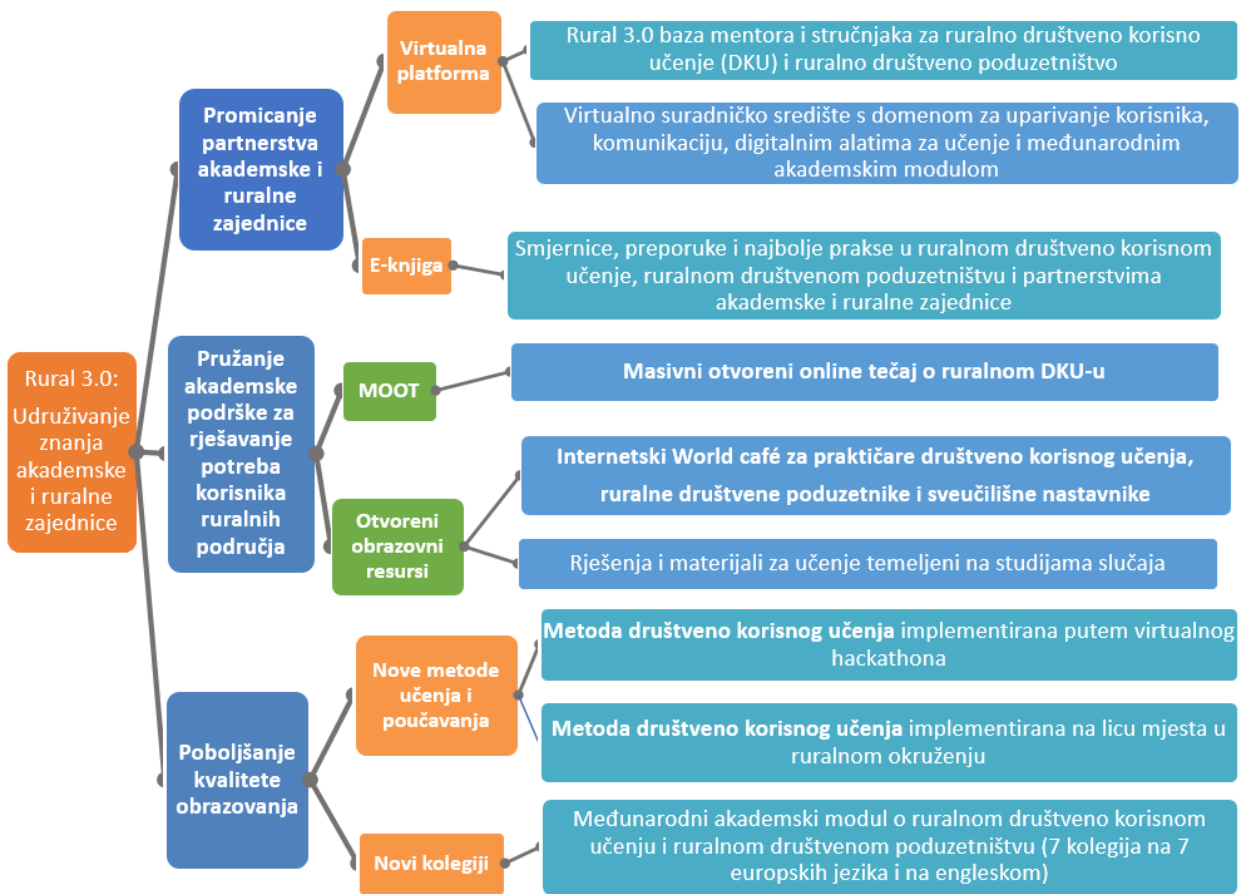 Rural 3.0:
Udruživanje
znanja
akademske
i ruralne
zajednice
Promicanje
partnerstva
akademske i
ruralne
zajednice
Virtualna
platforma
Rural 3.0 baza mentora i stručnjaka za ruralno društveno korisno
učenje (DKU) i ruralno društveno poduzetništvo
Virtualno suradničko središte s domenom za uparivanje korisnika,
komunikaciju, digitalnim alatima za učenje i međunarodnim
akademskim modulom
E-knjiga
Smjernice, preporuke i najbolje prakse u ruralnom društveno korisnom
učenje, ruralnom društvenom poduzetništvu i partnerstvima
akademske i ruralne zajednice
Pružanje
akademske
podrške za
rješavanje
potreba
korisnika
ruralnih
područja
MOOT
Masivni otvoreni online tečaj o ruralnom DKU-u
Otvoreni
obrazovni
resursi
Internetski World café za praktičare društveno korisnog učenja,
ruralne društvene poduzetnike i sveučilišne nastavnike
Rješenja i materijali za učenje temeljeni na studijama slučaja
Poboljšanje
kvalitete
obrazovanja
Nove metode
učenja i
poučavanja
Metoda društveno korisnog učenja implementirana putem virtualnog
hackathona
Metoda društveno korisnog učenja implementirana na licu mjesta u
ruralnom okruženju
Novi kolegiji
Međunarodni akademski modul o ruralnom društveno korisnom
učenju i ruralnom društvenom poduzetništvu (7 kolegija na 7
europskih jezika i na engleskom)